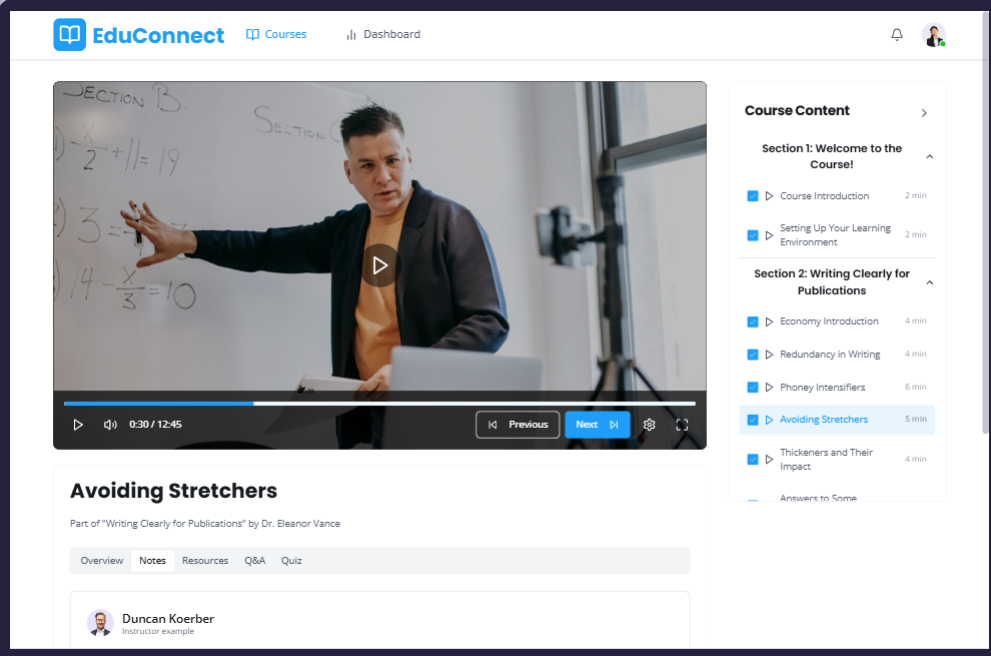 EduConnect
Courses
Dashboard
SECTION B:
SECTION C
x/2 + 11 = 19
3 =
14 - x/3 = 10
0:30 / 12:45
Previous
Next
Avoiding Stretchers
Part of "Writing Clearly for Publications" by Dr. Eleanor Vance
Overview Notes Resources Q&A Quiz
Duncan Koerber
Instructor example
Course Content
Section 1: Welcome to the
Course!
Course Introduction 2 min
Setting Up Your Learning
Environment 2 min
Section 2: Writing Clearly for
Publications
Economy Introduction 4 min
Redundancy in Writing 4 min
Phoney Intensifiers 6 min
Avoiding Stretchers 5 min
Thickeners and Their
Impact 4 min
Answers to Some